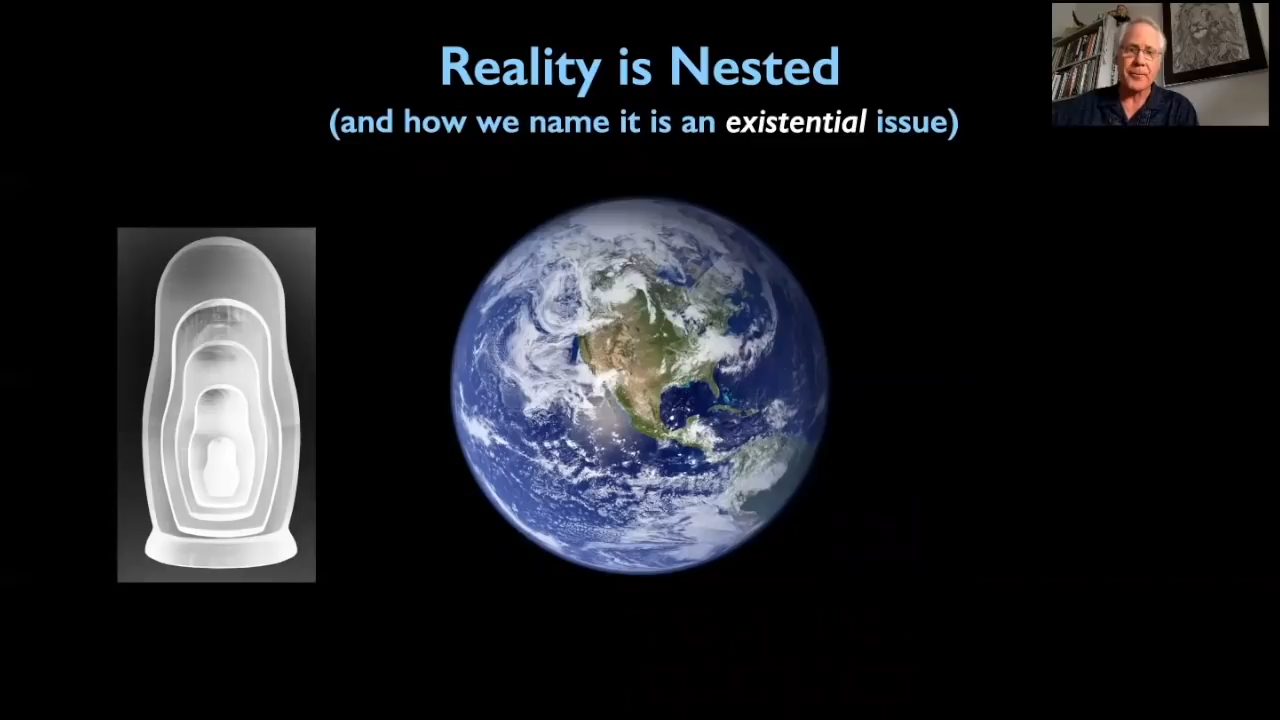 Reality is Nested
(and how we name it is an existential issue)